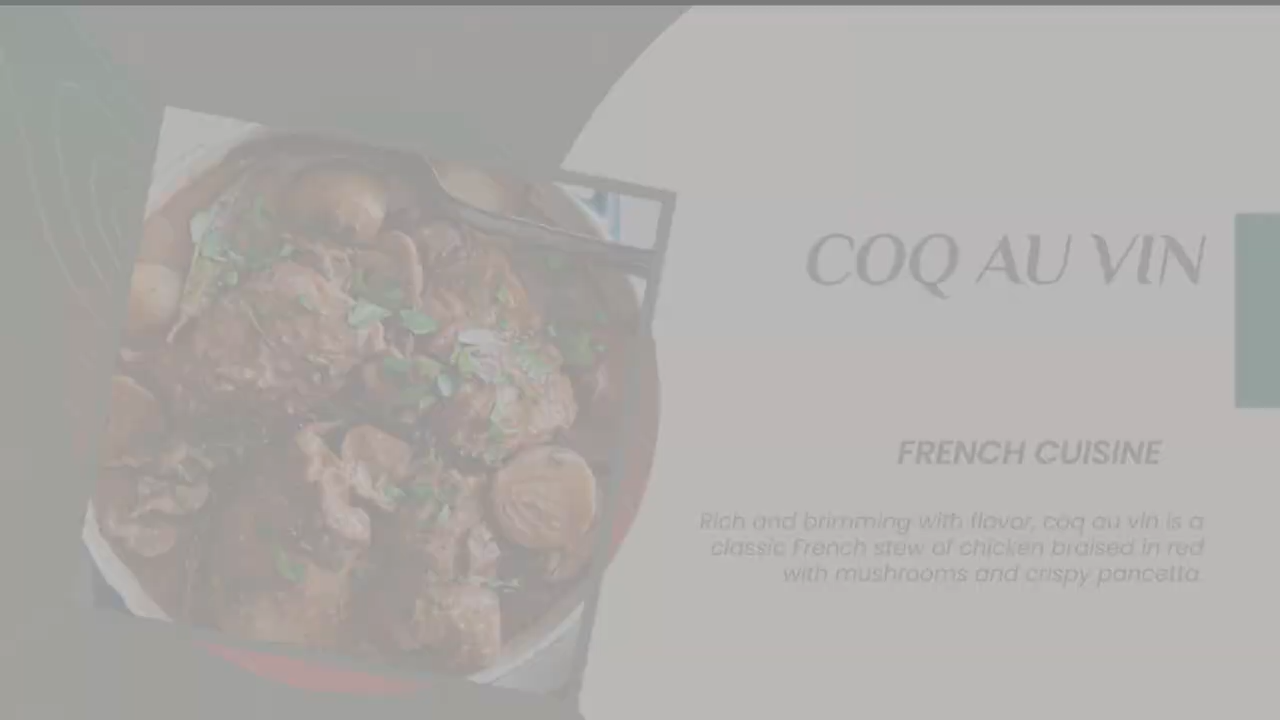 COQ AU VIN
FRENCH CUISINE
Rich and brimming with flavor, coq au vin is a
classic French stew of chicken braised in red
with mushrooms and crispy pancetta.